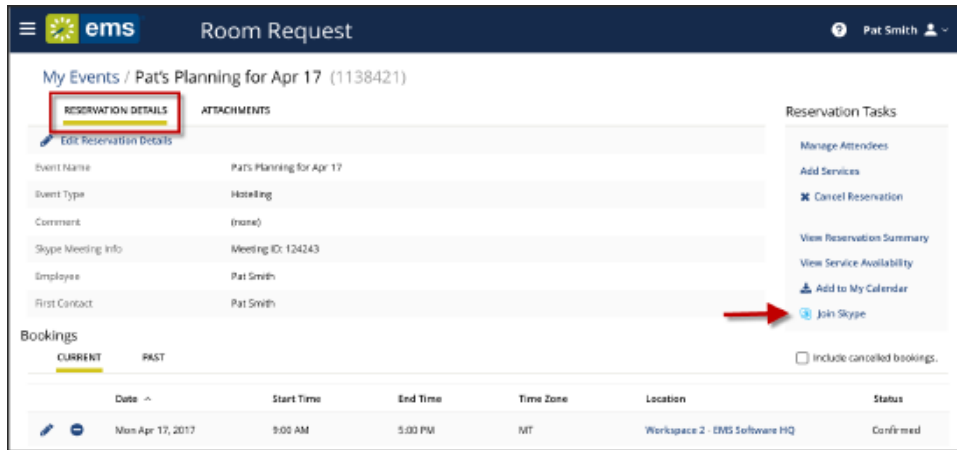 ems Room Request Pat Smith
My Events / Pat's Planning for Apr 17 (1138421)
RESERVATION DETAILS ATTACHMENTS
Edit Reservation Details
Event Name Pat's Planning for Apr 17
Event Type Hotelling
Comment (none)
Skype Meeting Info Meeting ID: 124243
Employee Pat Smith
First Contact Pat Smith
Reservation Tasks
Manage Attendees
Add Services
Cancel Reservation
View Reservation Summary
View Service Availability
Add to My Calendar
Join Skype
Bookings
CURRENT PAST
Include cancelled bookings.
Date Start Time End Time Time Zone Location Status
Mon Apr 17, 2017 9:00 AM 5:00 PM MT Workspace 2 - EMS Software HQ Confirmed